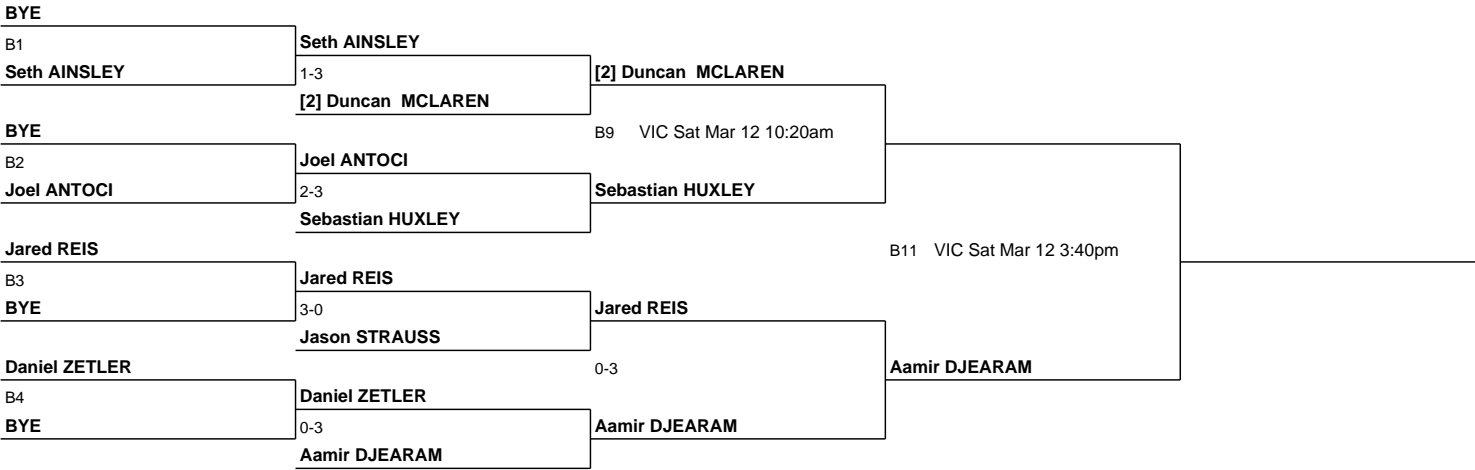 BYE
B1
Seth AINSLEY
Seth AINSLEY
1-3
[2] Duncan  MCLAREN
[2] Duncan  MCLAREN
BYE
B2
Joel ANTOCI
Joel ANTOCI
2-3
Sebastian HUXLEY
B9 VIC Sat Mar 12 10:20am
Sebastian HUXLEY
Jared REIS
B3
BYE
Jared REIS
3-0
Jason STRAUSS
Jared REIS
B11 VIC Sat Mar 12 3:40pm
Daniel ZETLER
B4
BYE
Daniel ZETLER
0-3
Aamir DJEARAM
0-3
Aamir DJEARAM
Aamir DJEARAM